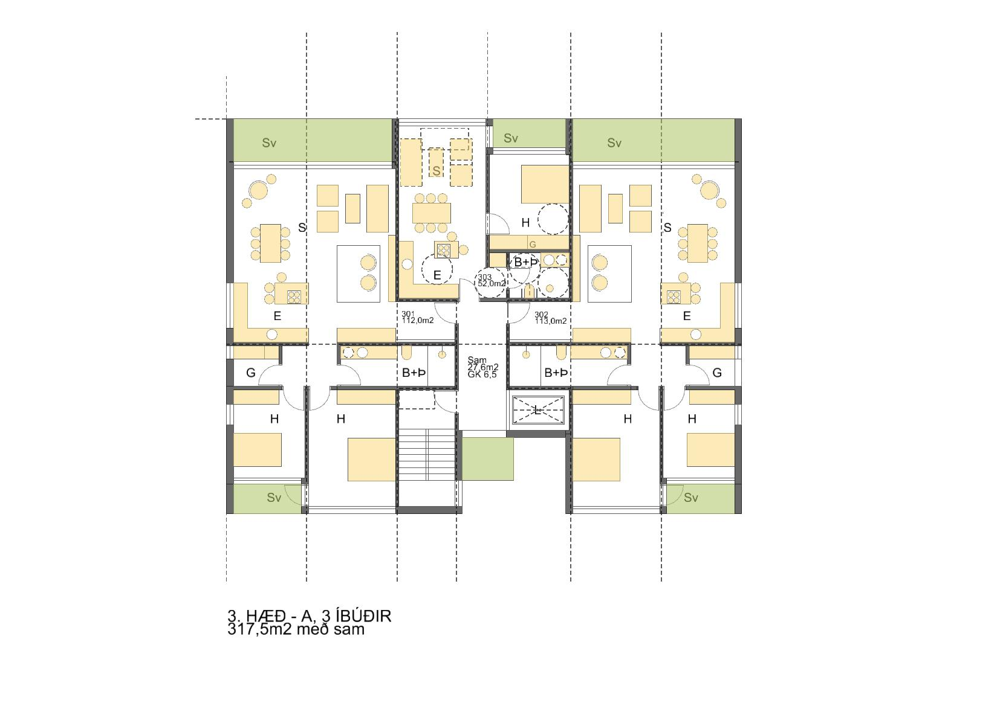 Sv
Sv
Sv
S
S
S
H
G
B+Þ
E
303
52,0m2
E
301
112,0m2
302
113,0m2
E
Sam
27,6m2
GK 6,5
G
B+Þ
B+Þ
G
L
H
H
H
H
Sv
Sv
3. HÆÐ - A, 3 ÍBÚÐIR
317,5m2 með sam